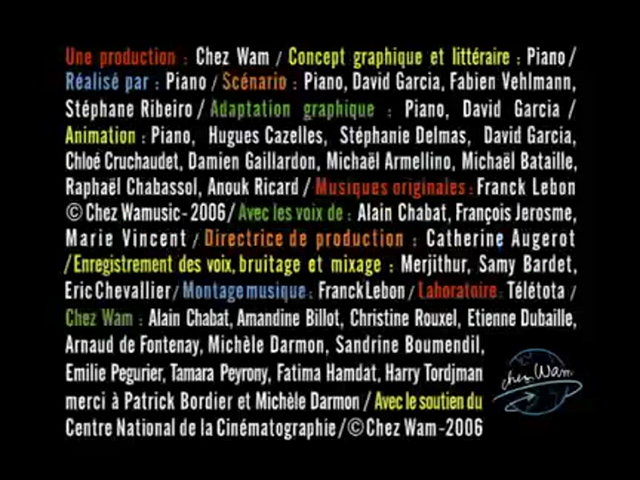 Une production : Chez Wam / Concept graphique et littéraire : Piano /
Réalisé par : Piano / Scénario : Piano, David Garcia, Fabien Vehlmann,
Stéphane Ribeiro / Adaptation graphique : Piano, David Garcia /
Animation : Piano, Hugues Cazelles, Stéphanie Delmas, David Garcia,
Chloé Cruchaudet, Damien Gaillardon, Michaël Armellino, Michaël Bataille,
Raphaël Chabassol, Anouk Ricard / Musiques originales : Franck Lebon
© Chez Wamusic - 2006 / Avec les voix de : Alain Chabat, François Jerosme,
Marie Vincent / Directrice de production : Catherine Augerot
/ Enregistrement des voix, bruitage et mixage : Merjithur, Samy Bardet,
Eric Chevallier / Montage musique : Franck Lebon / Laboratoire : Télétota /
Chez Wam : Alain Chabat, Amandine Billot, Christine Rouxel, Etienne Dubaille,
Arnaud de Fontenay, Michèle Darmon, Sandrine Boumendil,
Emilie Pegurier, Tamara Peyrony, Fatima Hamdat, Harry Tordjman
merci à Patrick Bordier et Michèle Darmon / Avec le soutien du
Centre National de la Cinématographie / © Chez Wam - 2006
chez Wam